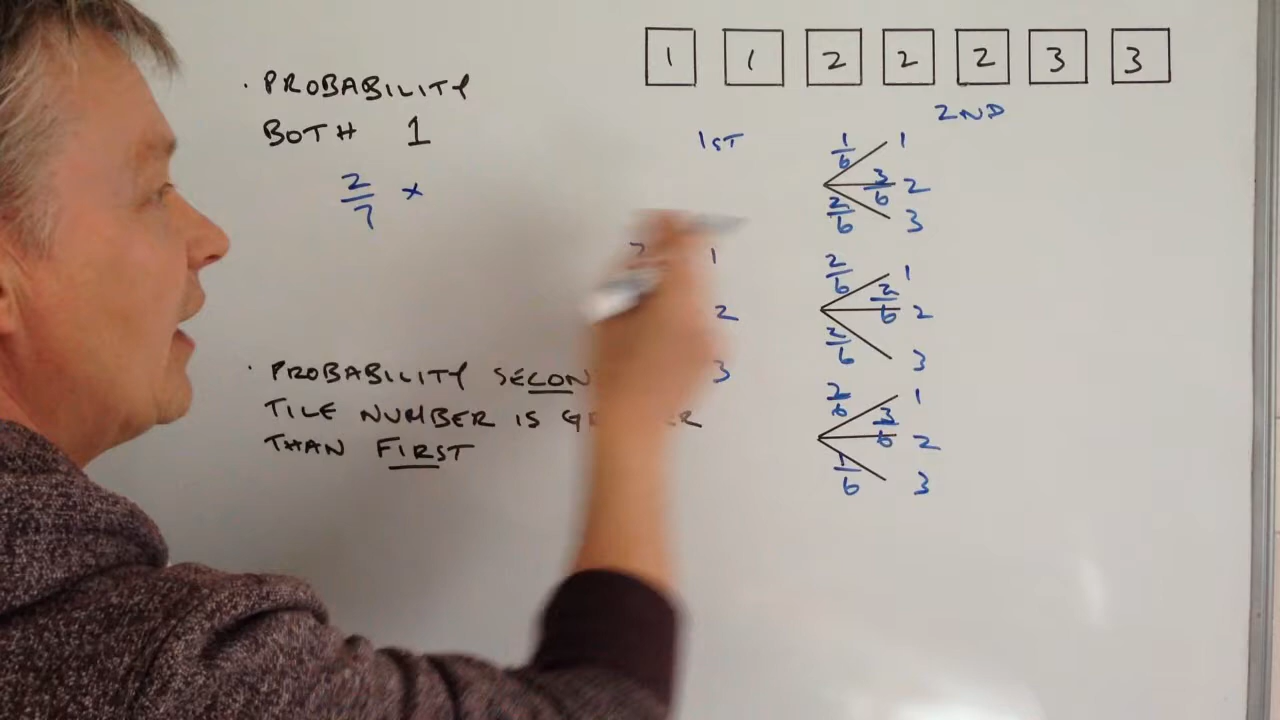 1 1 2 2 2 3 3
· PROBABILITY
BOTH 1
2/7 ×
1ST
2ND
1
2
3
1/6 1
3/6 2
2/6 3
2/6 1
2/6 2
2/6 3
2/6 1
3/6 2
1/6 3
· PROBABILITY
TILE NUMBER IS
THAN FIRST